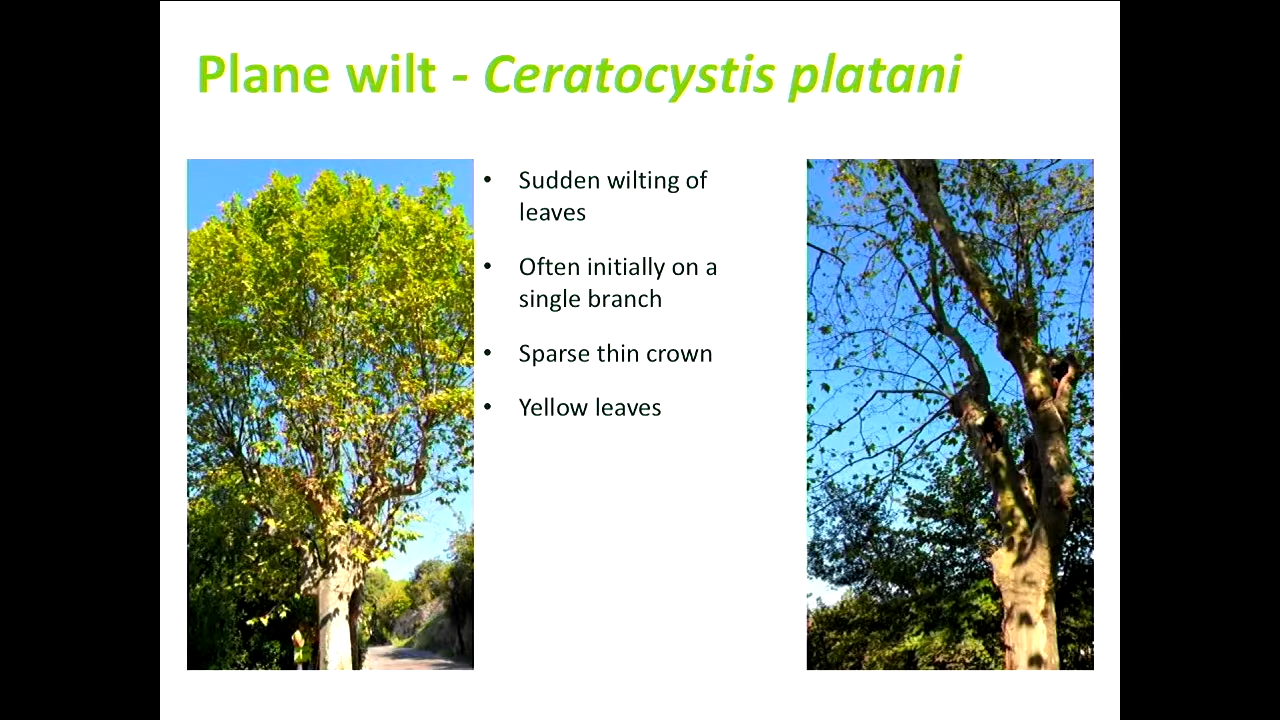 Plane wilt - Ceratocystis platani
• Sudden wilting of
leaves
• Often initially on a
single branch
• Sparse thin crown
• Yellow leaves